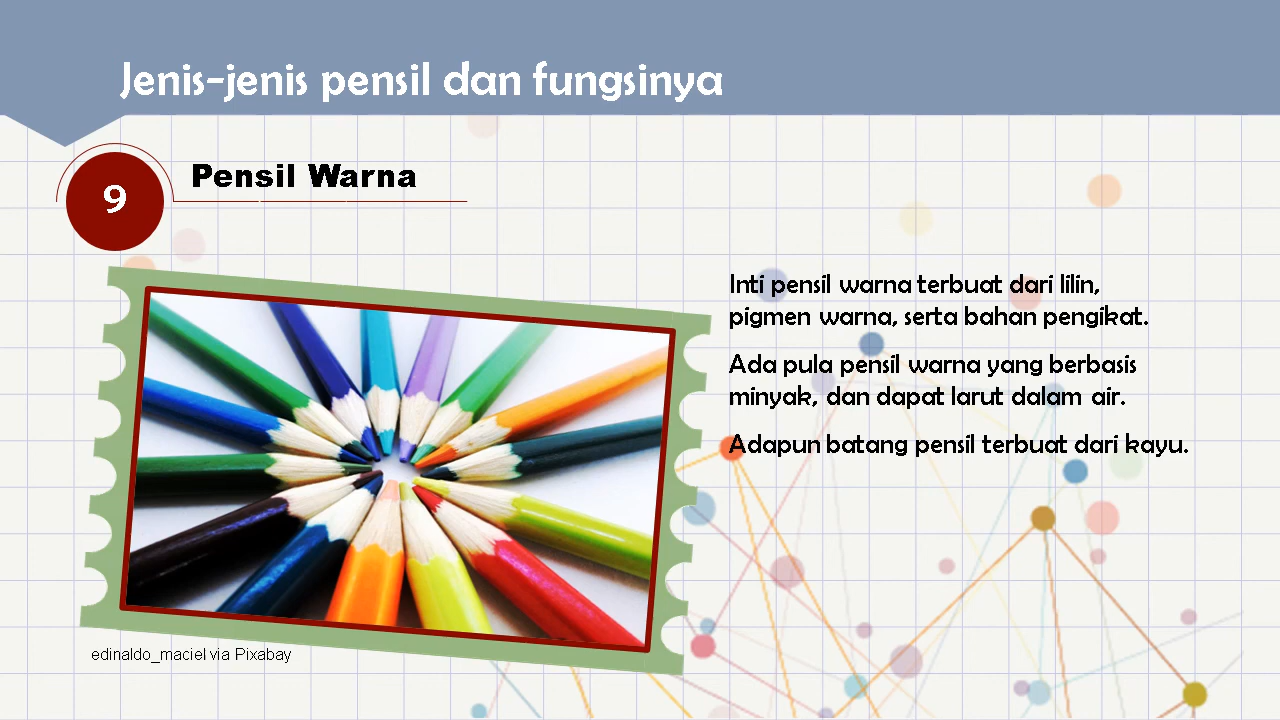 Jenis-jenis pensil dan fungsinya
9
Pensil Warna
Inti pensil warna terbuat dari lilin,
pigmen warna, serta bahan pengikat.
Ada pula pensil warna yang berbasis
minyak, dan dapat larut dalam air.
Adapun batang pensil terbuat dari kayu.
edinaldo_maciel via Pixabay